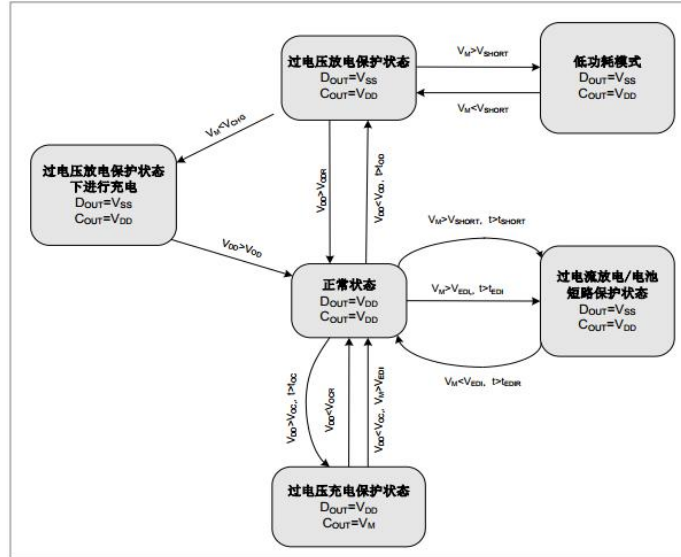 过电压放电保护状态
DOUT=VSS
COUT=VDD
VM>VSHORT
VM<VSHORT
低功耗模式
DOUT=VSS
COUT=VDD
VM<VCHG
过电压放电保护状态
下进行充电
DOUT=VSS
COUT=VDD
VDD>VODR
VDD<VOD, t>tOD
VDD>VOD
正常状态
DOUT=VDD
COUT=VDD
VM>VSHORT, t>tSHORT
VM>VEDI, t>tEDI
VM<VEDI, t>tEDIR
过电流放电/电池
短路保护状态
DOUT=VSS
COUT=VDD
VDD>VOC, t>tOC
VDD<VOCR
VDD<VOC, VM>VEDI
过电压充电保护状态
DOUT=VDD
COUT=VM